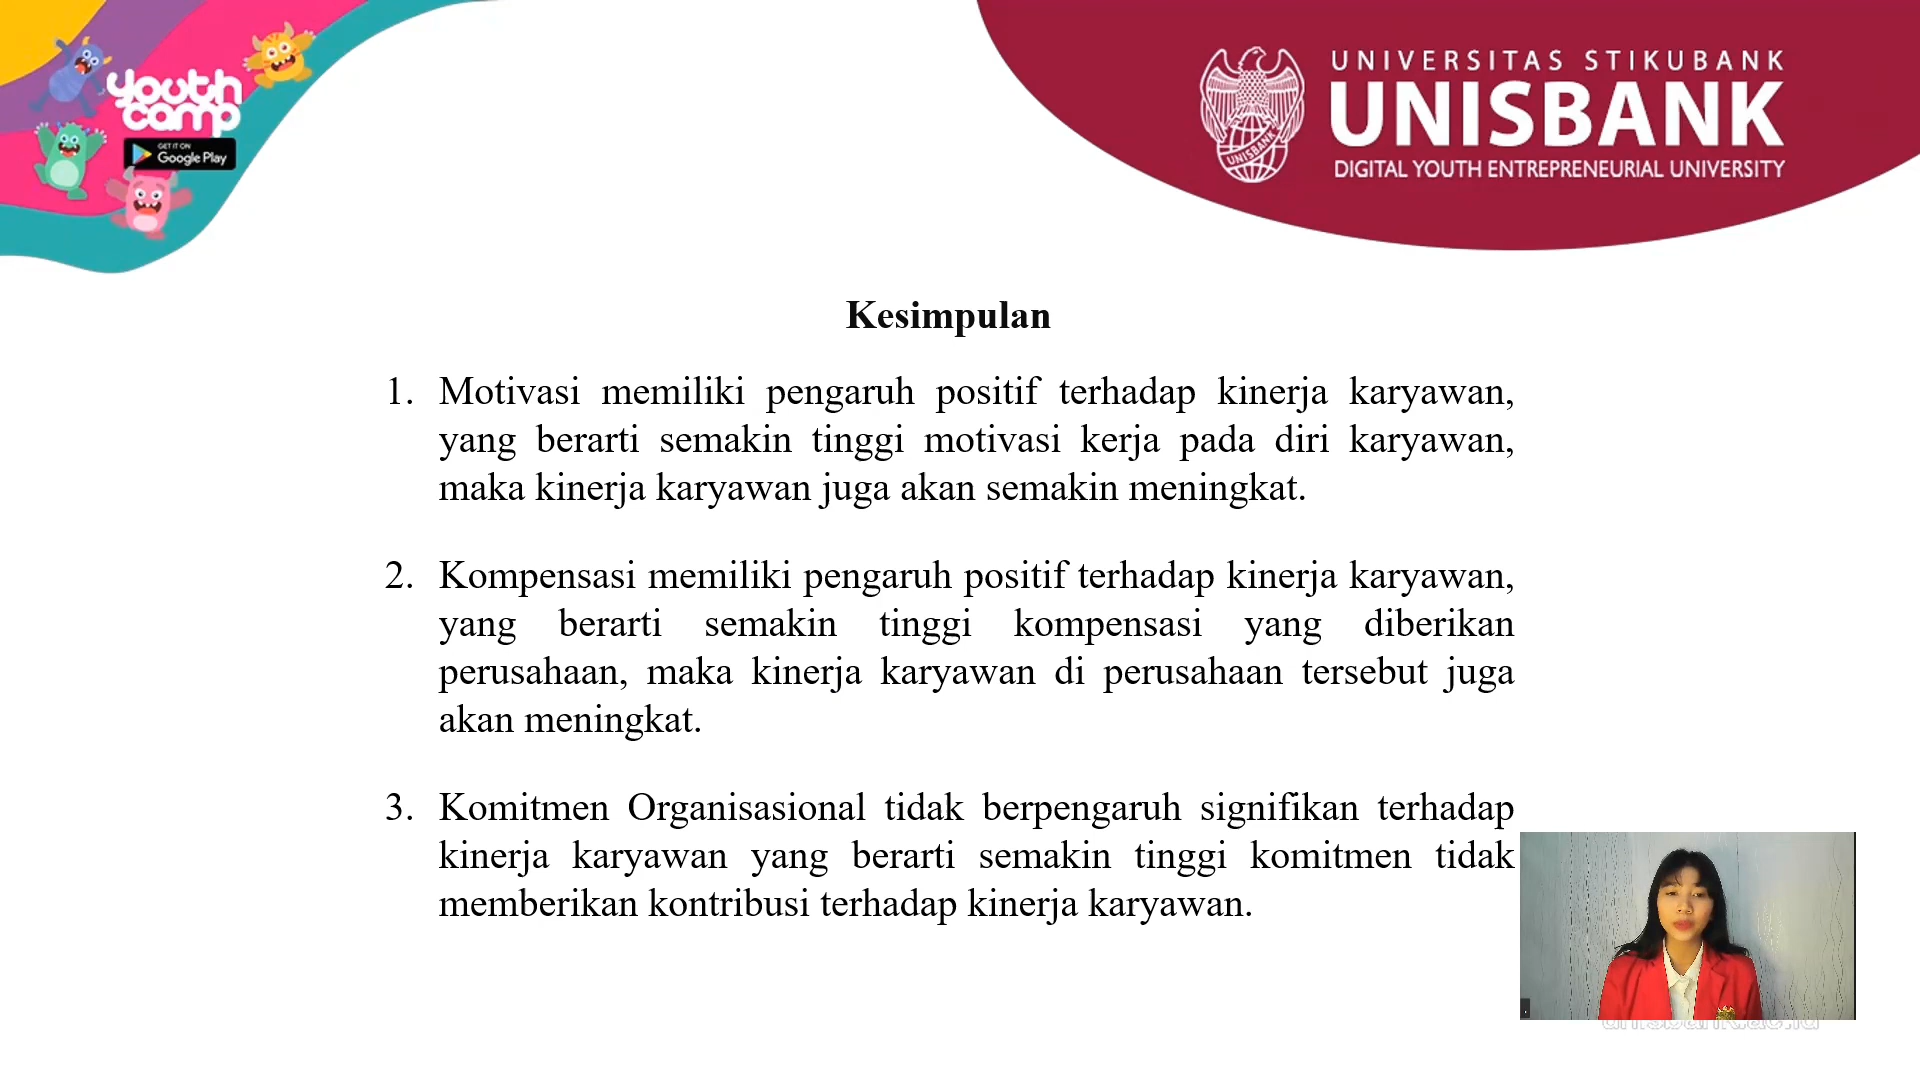 youth
camp
GET IT ON
Google Play
UNIVERSITAS STIKUBANK
UNISBANK
DIGITAL YOUTH ENTREPRENEURIAL UNIVERSITY
UNISBANK
Kesimpulan
1. Motivasi memiliki pengaruh positif terhadap kinerja karyawan,
yang berarti semakin tinggi motivasi kerja pada diri karyawan,
maka kinerja karyawan juga akan semakin meningkat.
2. Kompensasi memiliki pengaruh positif terhadap kinerja karyawan,
yang berarti semakin tinggi kompensasi yang diberikan
perusahaan, maka kinerja karyawan di perusahaan tersebut juga
akan meningkat.
3. Komitmen Organisasional tidak berpengaruh signifikan terhadap
kinerja karyawan yang berarti semakin tinggi komitmen tidak
memberikan kontribusi terhadap kinerja karyawan.
unisbank.ac.id